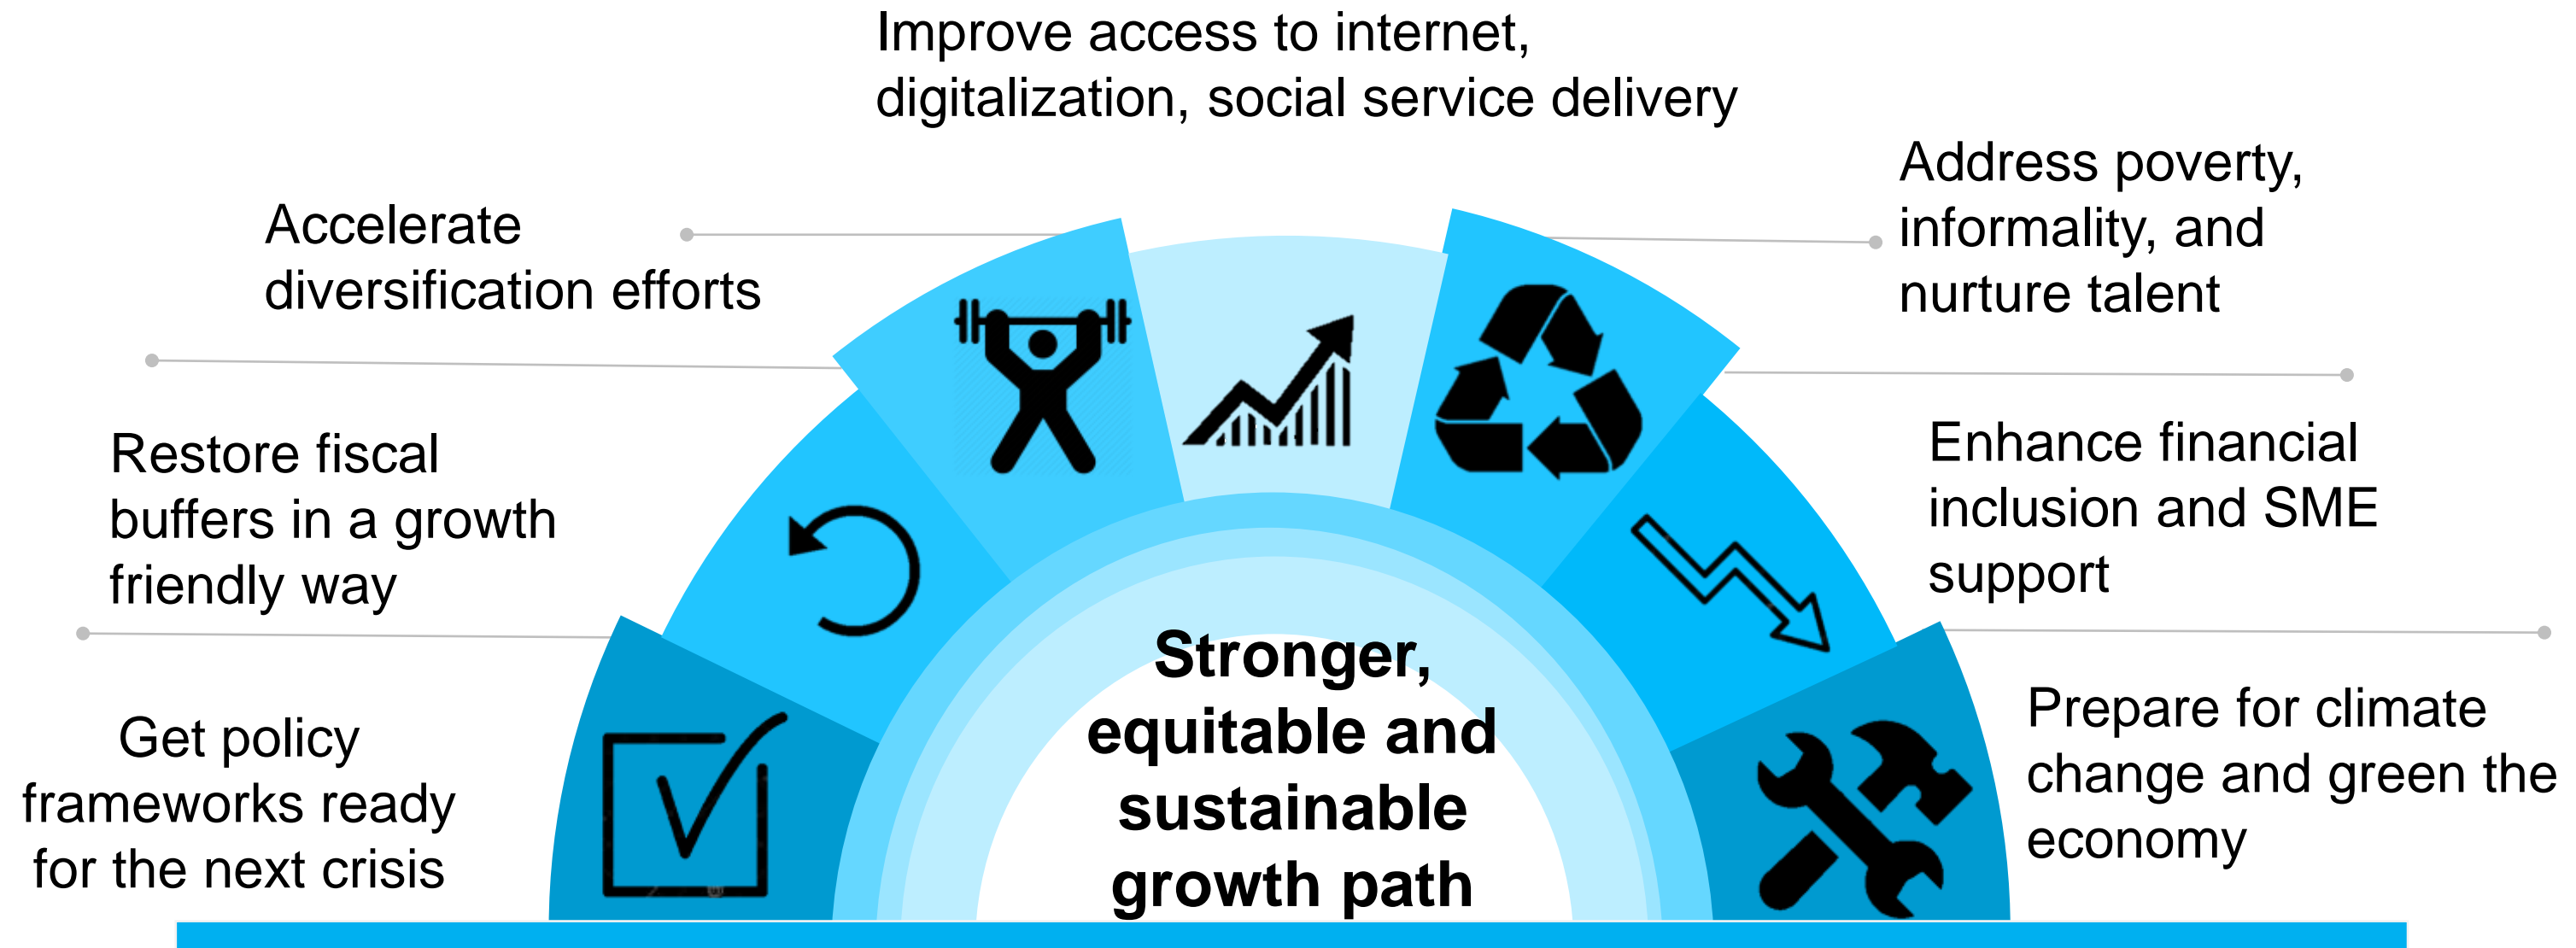 Improve access to internet,
digitalization, social service delivery
Accelerate
diversification efforts
Address poverty,
informality, and
nurture talent
Restore fiscal
buffers in a growth
friendly way
Enhance financial
inclusion and SME
support
Get policy
frameworks ready
for the next crisis
Prepare for climate
change and green the
economy
Stronger,
equitable and
sustainable
growth path